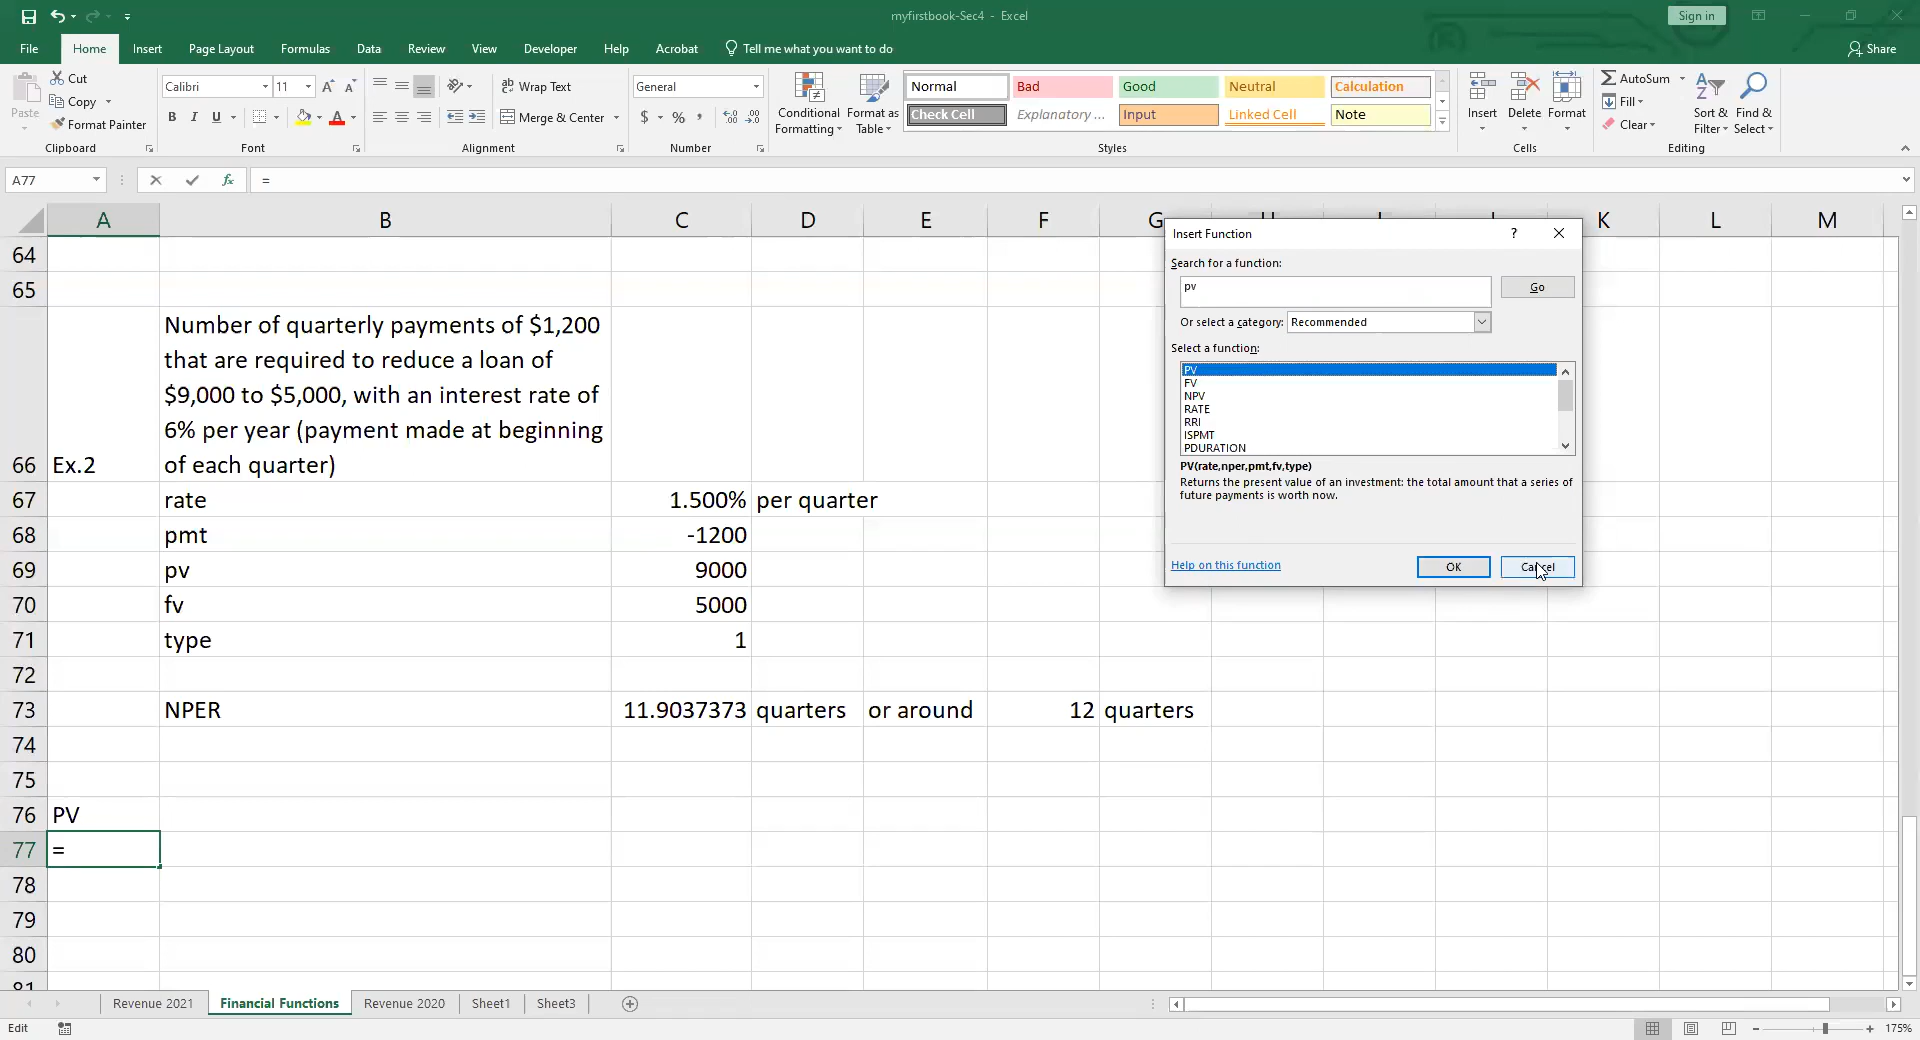 myfirstbook-Sec4 - Excel
Sign in
File Home Insert Page Layout Formulas Data Review View Developer Help Acrobat Tell me what you want to do
Share
Paste
Cut
Copy
Format Painter
Clipboard
Calibri 11
B I U
Font
Wrap Text
Merge & Center
Alignment
General
$ %
Number
Conditional
Formatting
Format as
Table
Normal Bad Good Neutral Calculation
Check Cell Explanatory ... Input Linked Cell Note
Styles
Insert Delete Format
Cells
AutoSum
Fill
Clear
Sort &
Filter
Find &
Select
Editing
A77 fx =
A B C D E F G K L M
64
65
66 Ex.2 Number of quarterly payments of $1,200
that are required to reduce a loan of
$9,000 to $5,000, with an interest rate of
6% per year (payment made at beginning
of each quarter)
67 rate 1.500% per quarter
68 pmt -1200
69 pv 9000
70 fv 5000
71 type 1
72
73 NPER 11.9037373 quarters or around 12 quarters
74
75
76 PV
77 =
78
79
80
81
Insert Function
?
Search for a function:
pv
Go
Or select a category: Recommended
Select a function:
PV
FV
NPV
RATE
RRI
ISPMT
PDURATION
PV(rate,nper,pmt,fv,type)
Returns the present value of an investment: the total amount that a series of
future payments is worth now.
Help on this function
OK
Cancel
Revenue 2021 Financial Functions Revenue 2020 Sheet1 Sheet3
Edit
175%